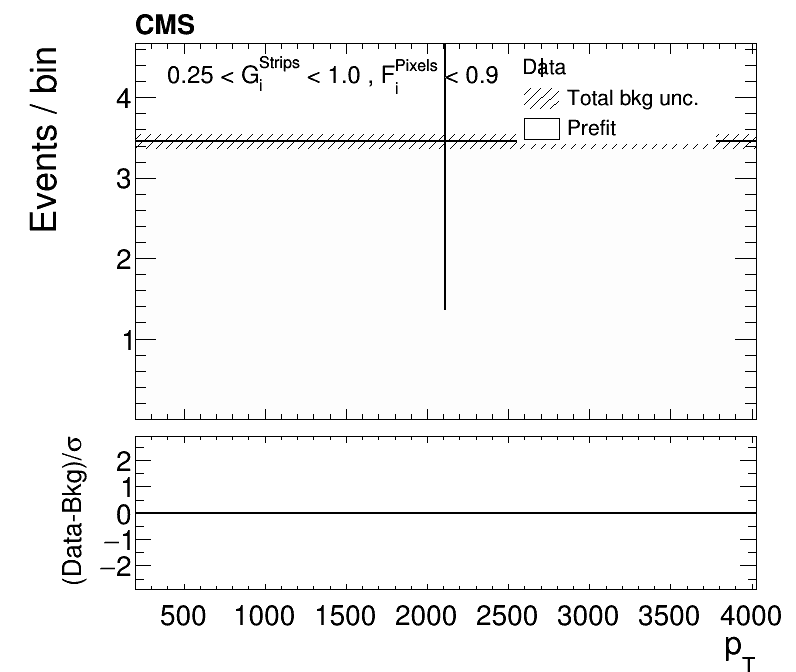 CMS
0.25 < G_i^Strips < 1.0 , F_i^Pixels < 0.9
Data
Total bkg unc.
Prefit
Events / bin
4
3
2
1
(Data-Bkg)/σ
2
1
0
−1
−2
500 1000 1500 2000 2500 3000 3500 4000
p_T